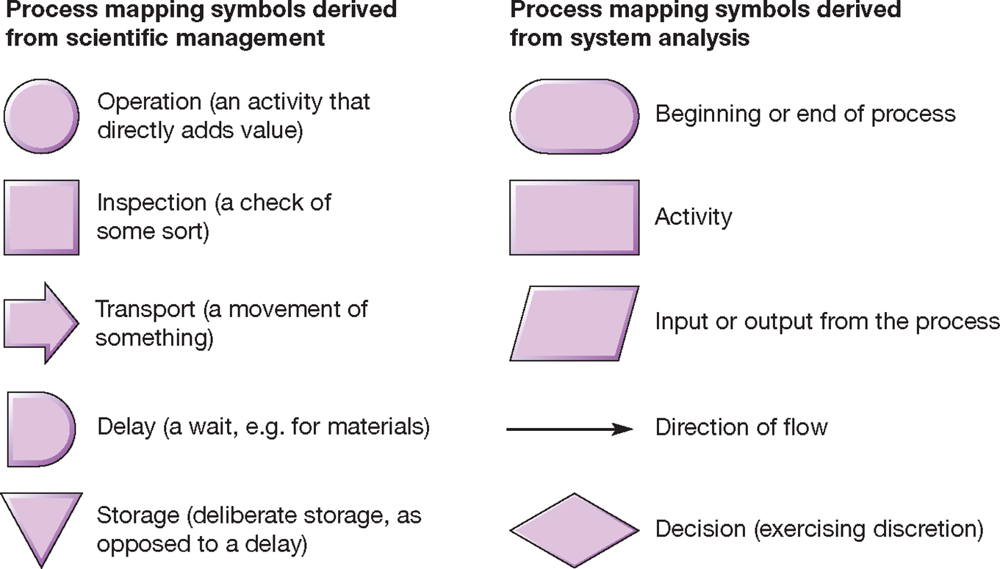 Process mapping symbols derived
from scientific management
Operation (an activity that
directly adds value)
Inspection (a check of
some sort)
Transport (a movement of
something)
Delay (a wait, e.g. for materials)
Storage (deliberate storage, as
opposed to a delay)
Process mapping symbols derived
from system analysis
Beginning or end of process
Activity
Input or output from the process
Direction of flow
Decision (exercising discretion)